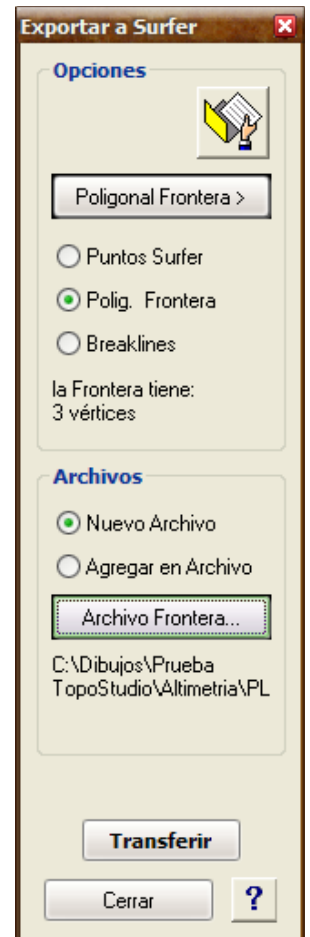 Exportar a Surfer
Opciones
Poligonal Frontera >
Puntos Surfer
Polig. Frontera
Breaklines
la Frontera tiene:
3 vértices
Archivos
Nuevo Archivo
Agregar en Archivo
Archivo Frontera...
C:\Dibujos\Prueba
TopoStudio\Altimetria\PL
Transferir
Cerrar
?